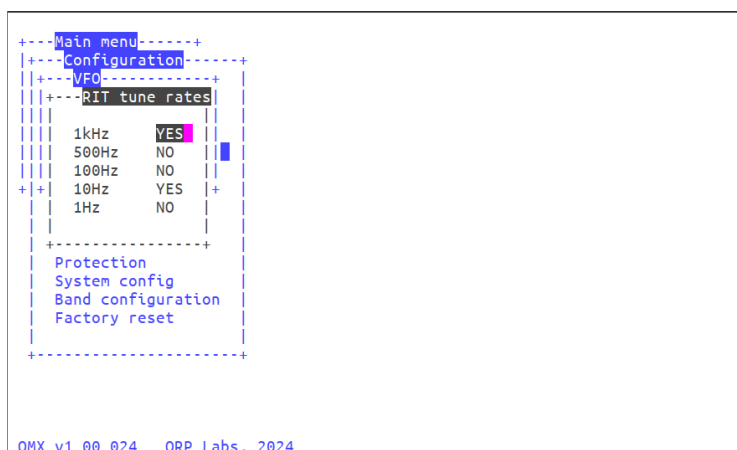 Main menu
Configuration
VFO
RIT tune rates
1kHz YES
500Hz NO
100Hz NO
10Hz YES
1Hz NO
Protection
System config
Band configuration
Factory reset
QMX v1_00_024 QRP Labs, 2024